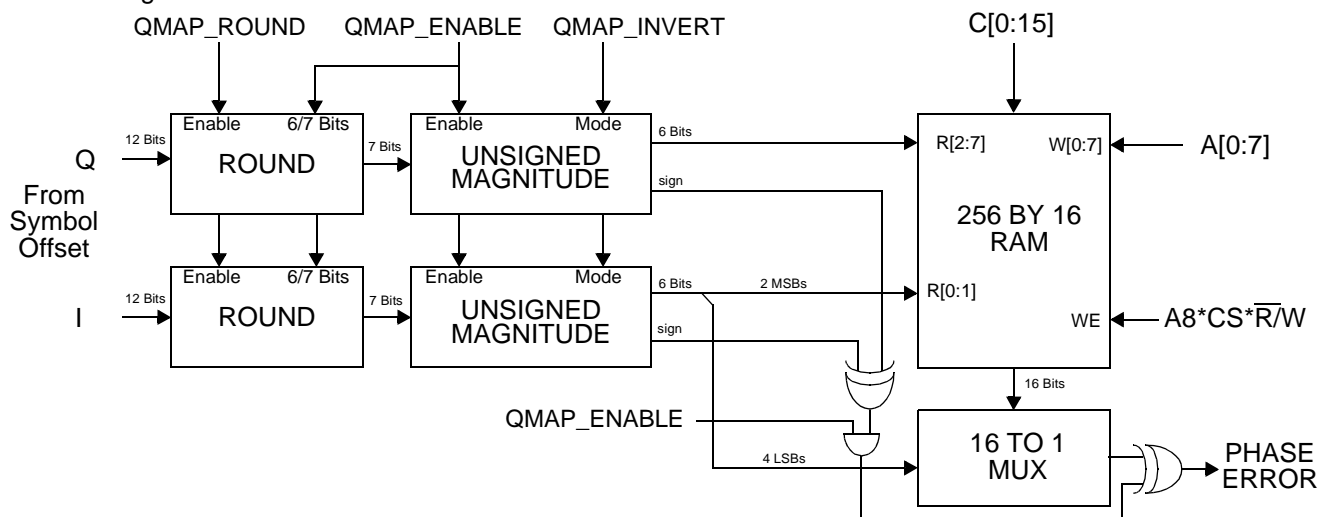 QMAP_ROUND
QMAP_ENABLE
QMAP_INVERT
C[0:15]
Enable 6/7 Bits
Enable Mode
12 Bits
Q
ROUND
7 Bits
UNSIGNED
MAGNITUDE
6 Bits
sign
R[2:7]
W[0:7]
A[0:7]
From
Symbol
Offset
256 BY 16
RAM
Enable 6/7 Bits
Enable Mode
12 Bits
I
ROUND
7 Bits
UNSIGNED
MAGNITUDE
6 Bits
2 MSBs
sign
R[0:1]
WE
A8*CS*R/W
16 Bits
QMAP_ENABLE
4 LSBs
16 TO 1
MUX
PHASE
ERROR